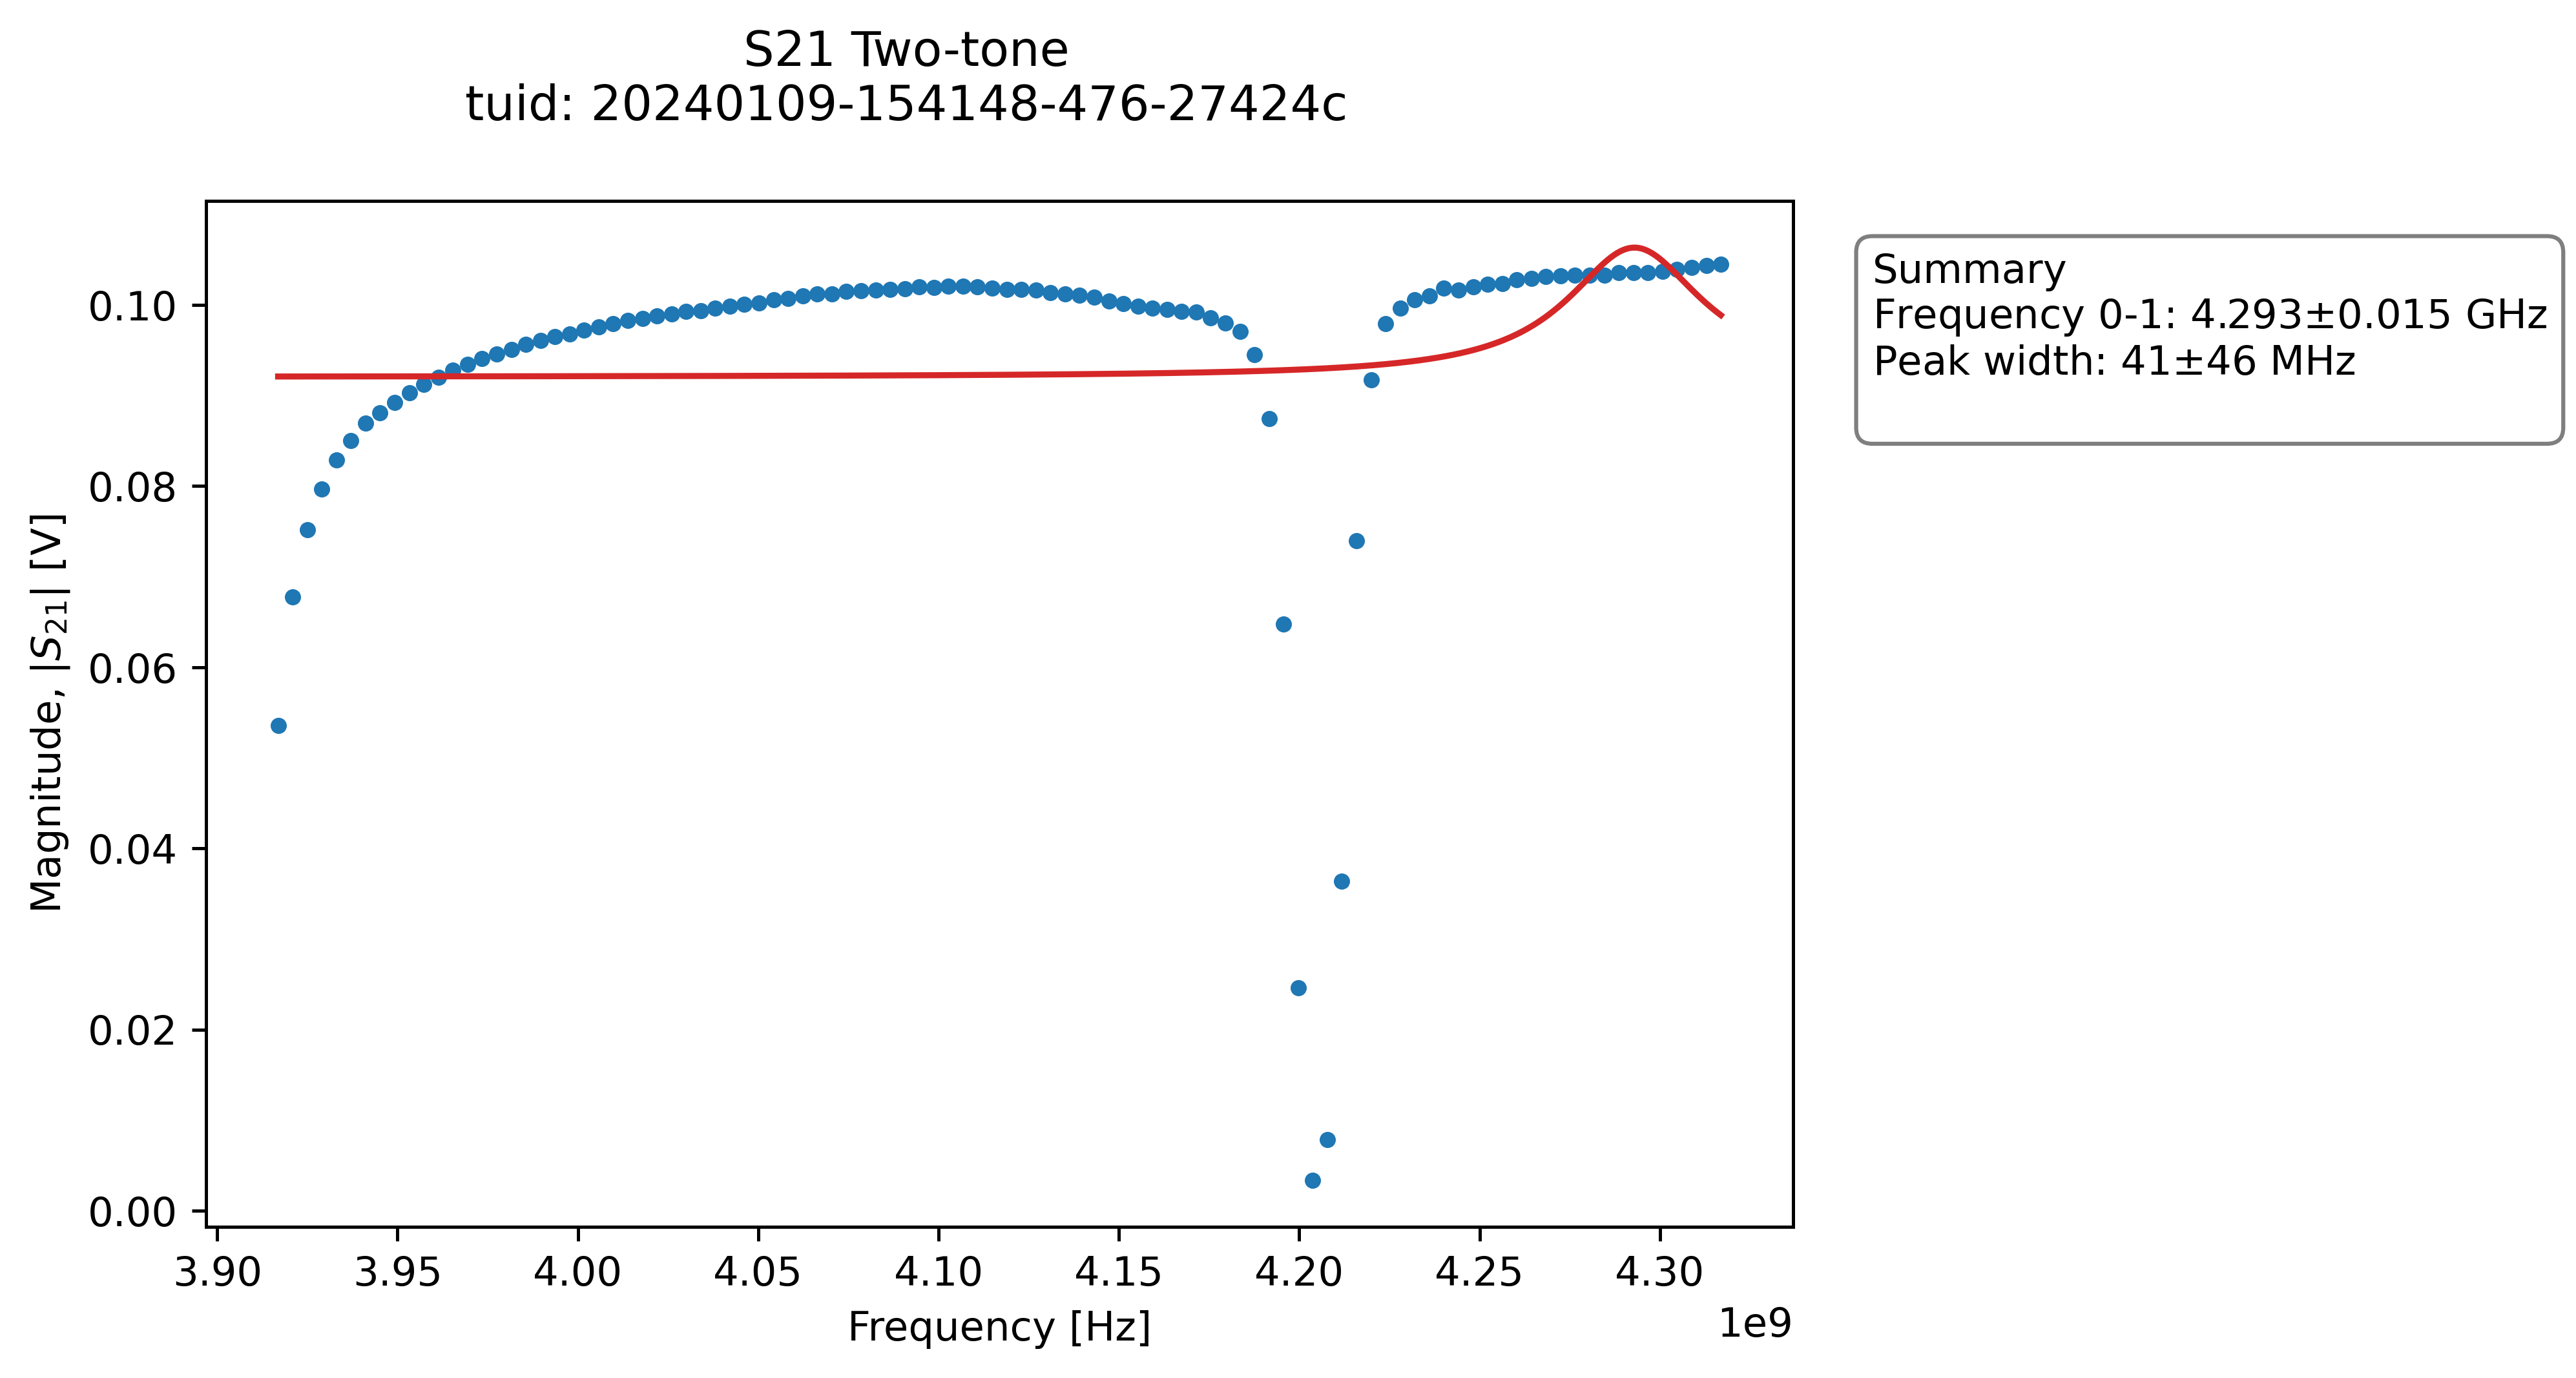 S21 Two-tone
tuid: 20240109-154148-476-27424c
Summary
Frequency 0-1: 4.293±0.015 GHz
Peak width: 41±46 MHz
Magnitude, |S₂₁| [V]
0.10
0.08
0.06
0.04
0.02
0.00
3.90 3.95 4.00 4.05 4.10 4.15 4.20 4.25 4.30
1e9
Frequency [Hz]